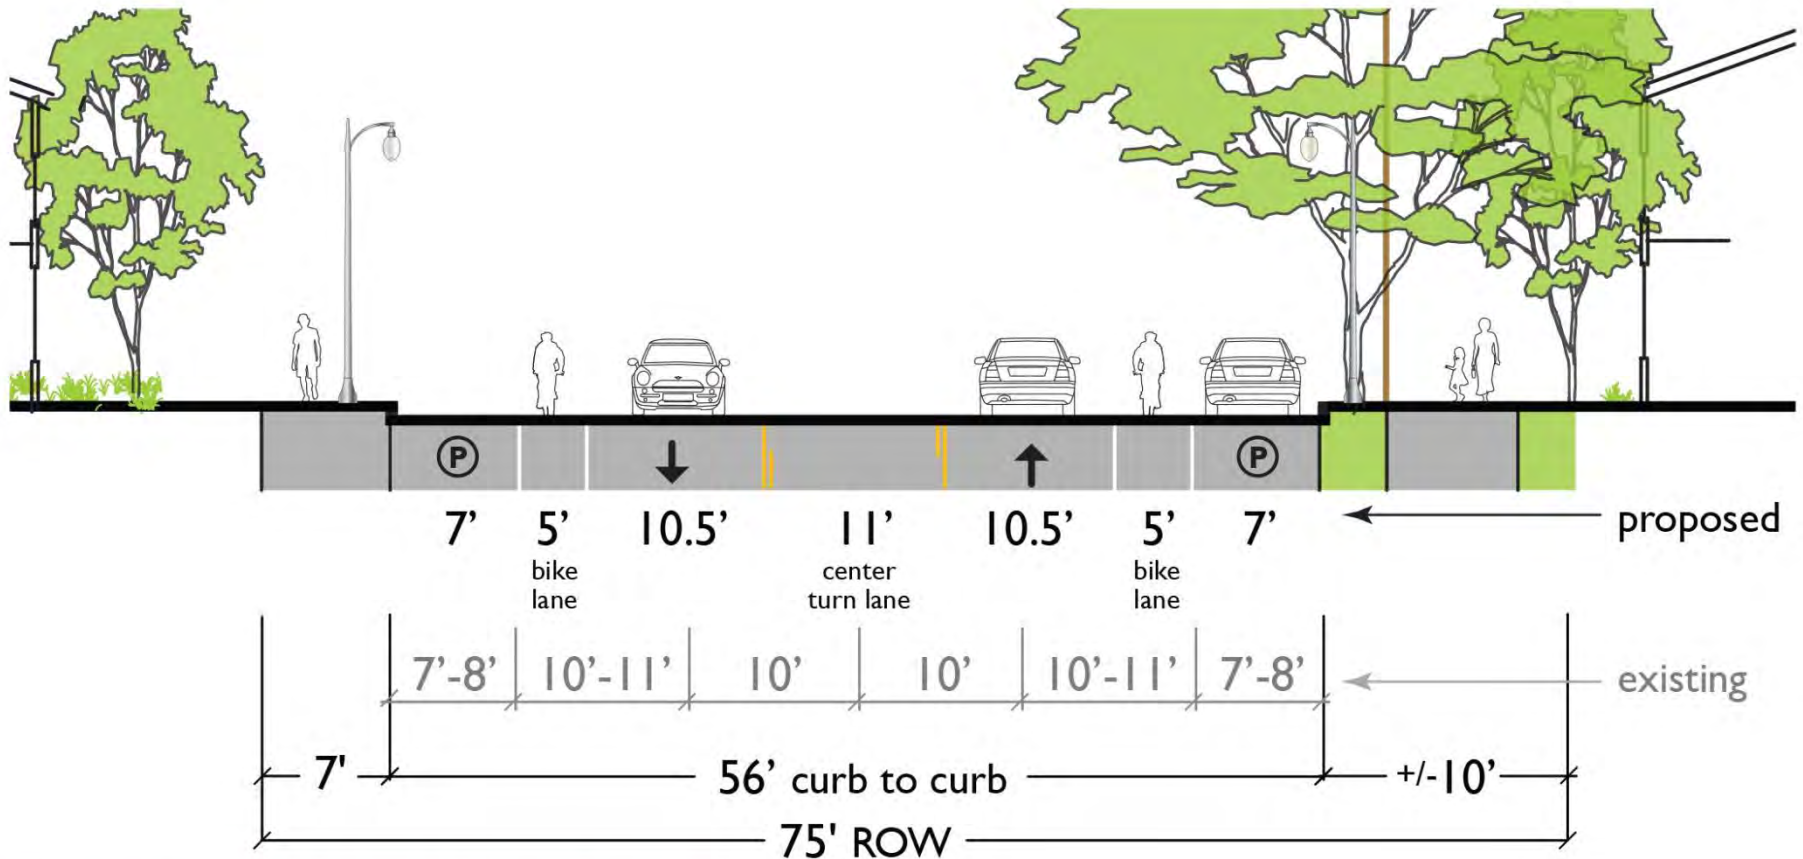 P P
7’ 5’ 10.5’ 11’ 10.5’ 5’ 7’ proposed
bike center bike
lane turn lane lane
7’-8’ 10’-11’ 10’ 10’ 10’-11’ 7’-8’ existing
7' 56’ curb to curb +/-10’
75' ROW